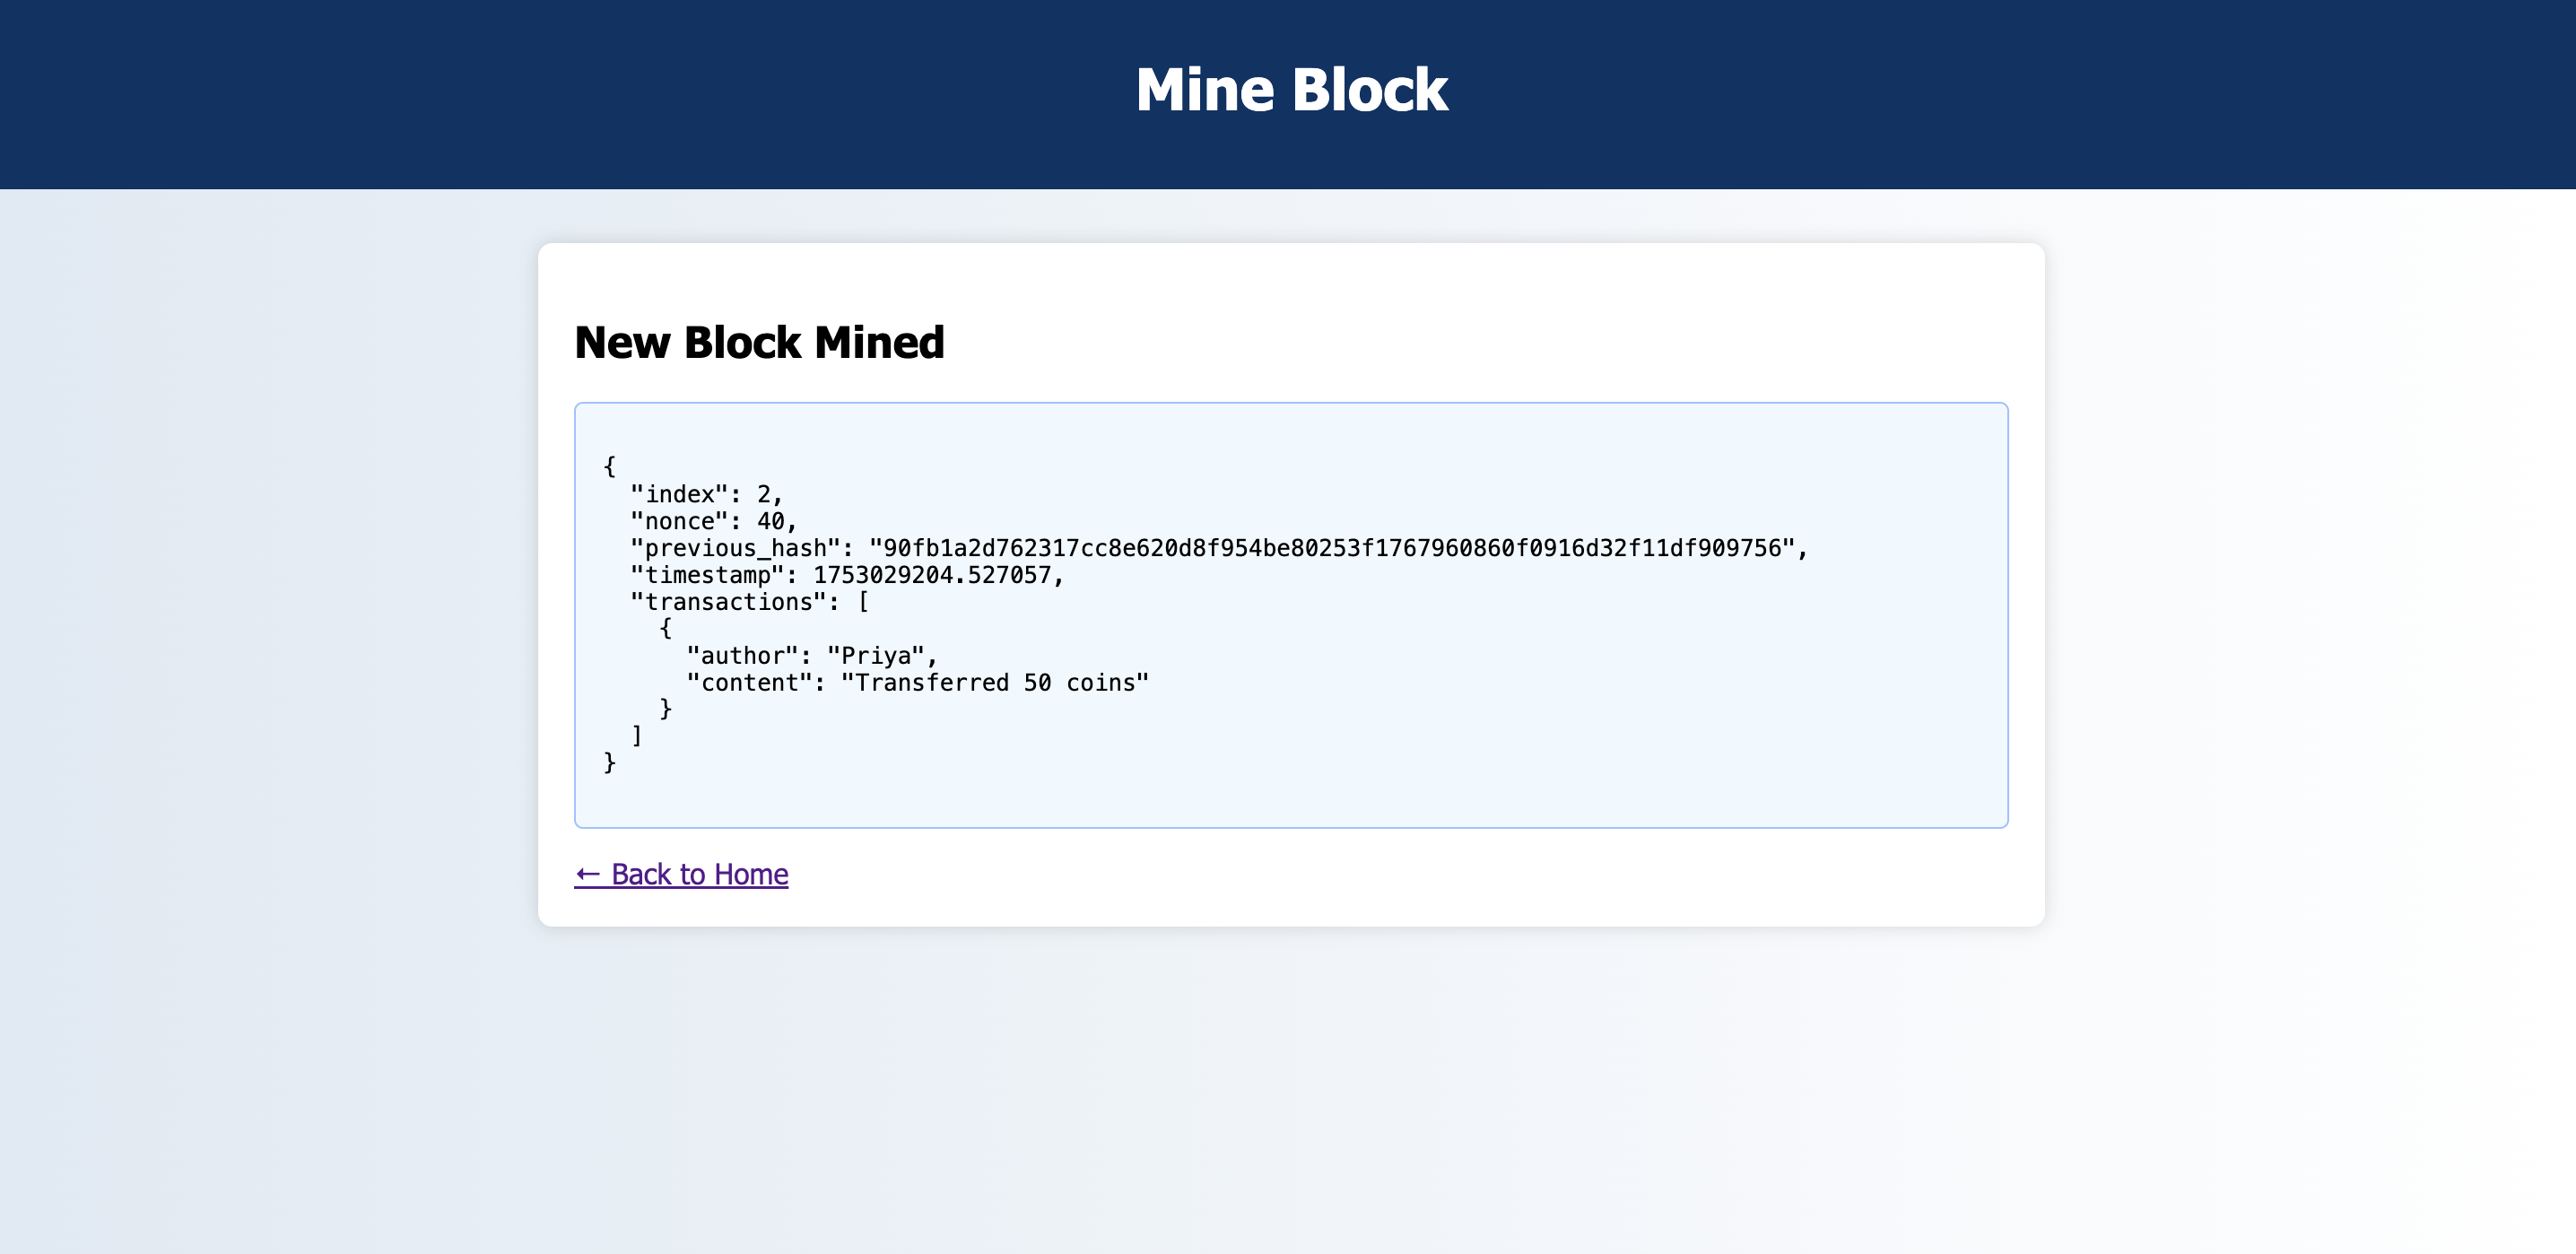 Mine Block
New Block Mined
{
  "index": 2,
  "nonce": 40,
  "previous_hash": "90fb1a2d762317cc8e620d8f954be80253f1767960860f0916d32f11df909756",
  "timestamp": 1753029204.527057,
  "transactions": [
    {
      "author": "Priya",
      "content": "Transferred 50 coins"
    }
  ]
}
← Back to Home